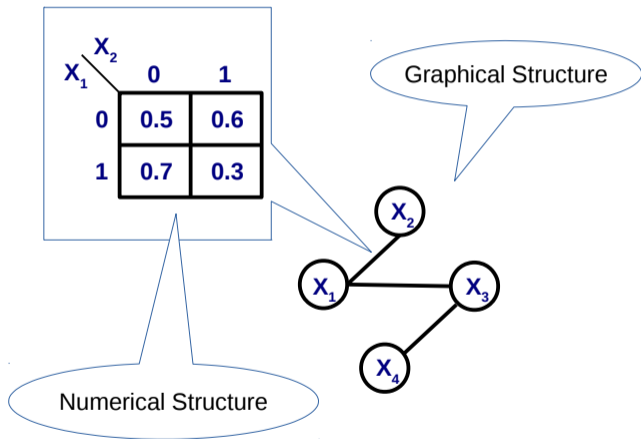 X₂
X₁
0 1
0 0.5 0.6
1 0.7 0.3
Graphical Structure
X₂
X₁
X₃
X₄
Numerical Structure